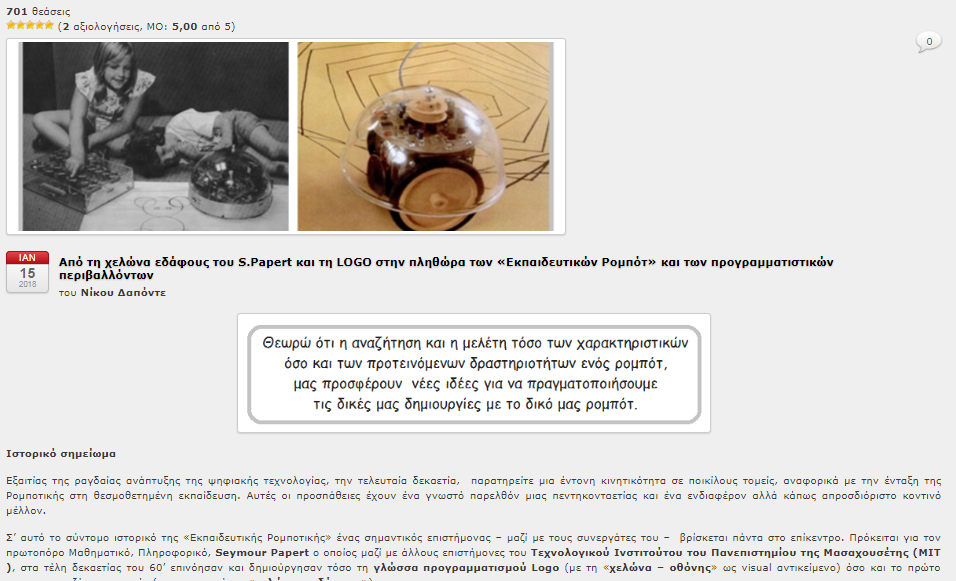 701 θεάσεις
(2 αξιολογήσεις, ΜΟ: 5,00 από 5)
0
ΙΑΝ
15
2018
Από τη χελώνα εδάφους του S.Papert και τη LOGO στην πληθώρα των «Εκπαιδευτικών Ρομπότ» και των προγραμματιστικών
περιβαλλόντων
του Νίκου Δαπόντε
Θεωρώ ότι η αναζήτηση και η μελέτη τόσο των χαρακτηριστικών
όσο και των προτεινόμενων δραστηριοτήτων ενός ρομπότ,
μας προσφέρουν νέες ιδέες για να πραγματοποιήσουμε
τις δικές μας δημιουργίες με το δικό μας ρομπότ.
Ιστορικό σημείωμα
Εξαιτίας της ραγδαίας ανάπτυξης της ψηφιακής τεχνολογίας, την τελευταία δεκαετία, παρατηρείτε μια έντονη κινητικότητα σε ποικίλους τομείς, αναφορικά με την ένταξη της
Ρομποτικής στη θεσμοθετημένη εκπαίδευση. Αυτές οι προσπάθειες έχουν ένα γνωστό παρελθόν μιας πεντηκονταετίας και ένα ενδιαφέρον αλλά κάπως απροσδιόριστο κοντινό
μέλλον.
Σ’ αυτό το σύντομο ιστορικό της «Εκπαιδευτικής Ρομποτικής» ένας σημαντικός επιστήμονας – μαζί με τους συνεργάτες του – βρίσκεται πάντα στο επίκεντρο. Πρόκειται για τον
πρωτοπόρο Μαθηματικό, Πληροφορικό, Seymour Papert ο οποίος μαζί με άλλους επιστήμονες του Τεχνολογικού Ινστιτούτου του Πανεπιστημίου της Μασαχουσέτης (MIT
), στα τέλη δεκαετίας του 60’ επινόησαν και δημιούργησαν τόσο τη γλώσσα προγραμματισμού Logo (με τη «χελώνα – οθόνης» ως visual αντικείμενο) όσο και το πρώτο